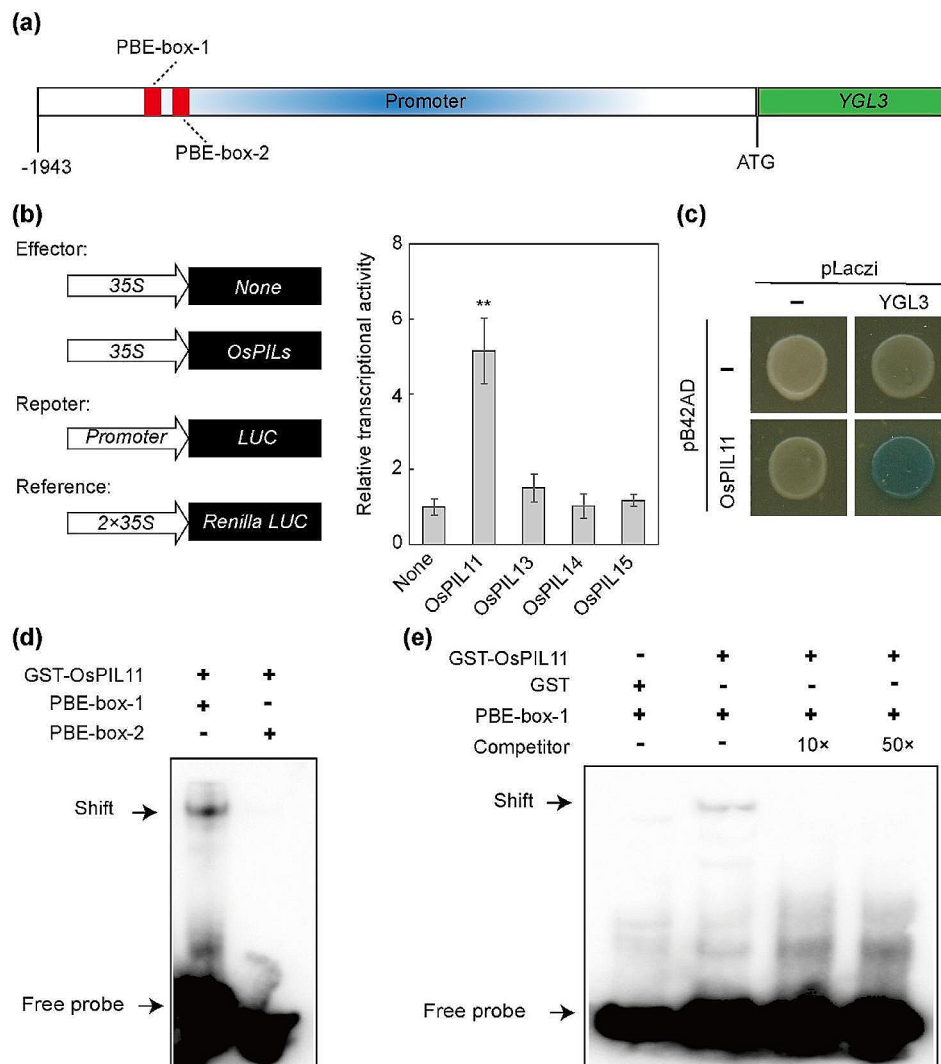 (a)
PBE-box-1
Promoter
YGL3
PBE-box-2
-1943
ATG
(b)
Effector:
35S None
35S OsPILs
Repoter:
Promoter LUC
Reference:
2×35S Renilla LUC
Relative transcriptional activity
8
6
4
2
0
**
None
OsPIL11
OsPIL13
OsPIL14
OsPIL15
(c)
pLaczi
– YGL3
pB42AD
–
OsPIL11
(d)
GST-OsPIL11 + +
PBE-box-1 + -
PBE-box-2 - +
Shift
Free probe
(e)
GST-OsPIL11 - + + +
GST + - - -
PBE-box-1 + + + +
Competitor - - 10× 50×
Shift
Free probe